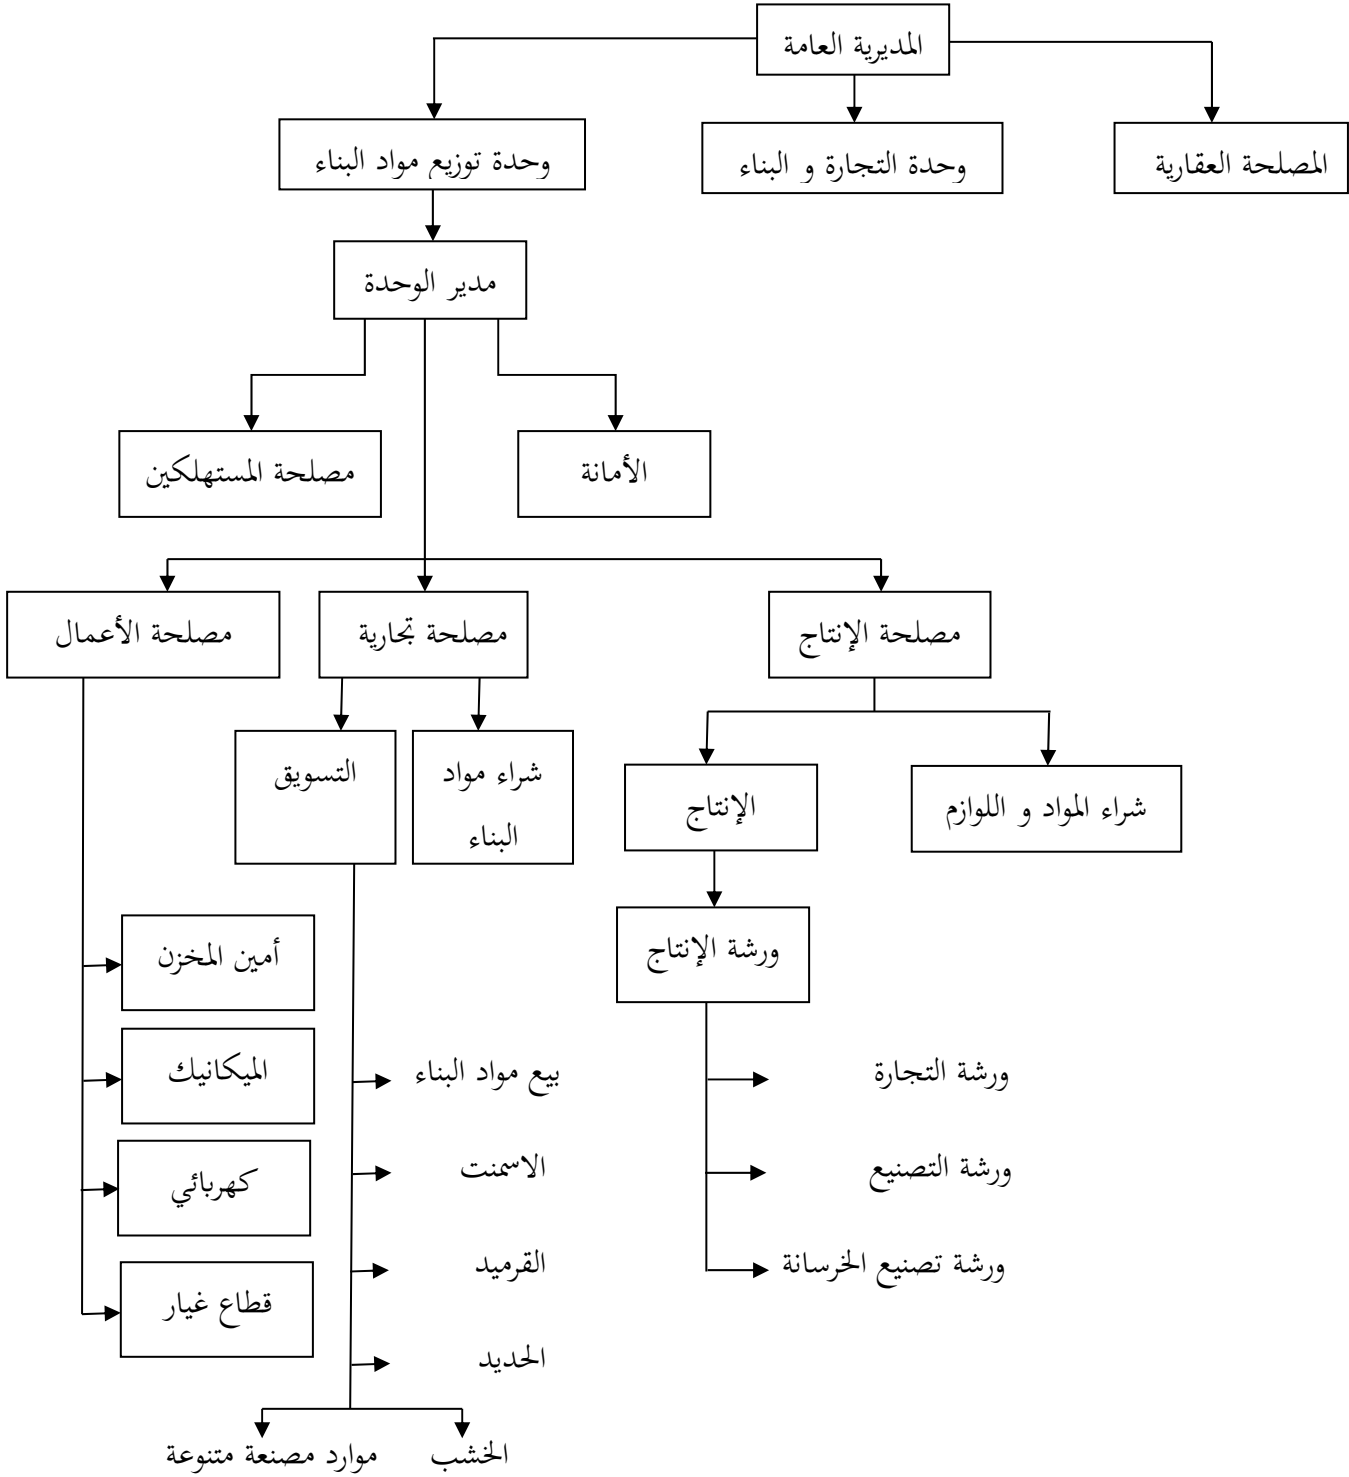 المديرية العامة
المصلحة العقارية
وحدة التجارة و البناء
وحدة توزيع مواد البناء
مدير الوحدة
الأمانة
مصلحة المستهلكين
مصلحة الإنتاج
مصلحة تجارية
مصلحة الأعمال
شراء المواد و اللوازم
الإنتاج
شراء مواد
البناء
التسويق
ورشة الإنتاج
ورشة التجارة
ورشة التصنيع
ورشة تصنيع الخرسانة
بيع مواد البناء
الاسمنت
القرميد
الحديد
الخشب
موارد مصنعة متنوعة
أمين المخزن
الميكانيك
كهربائي
قطاع غيار